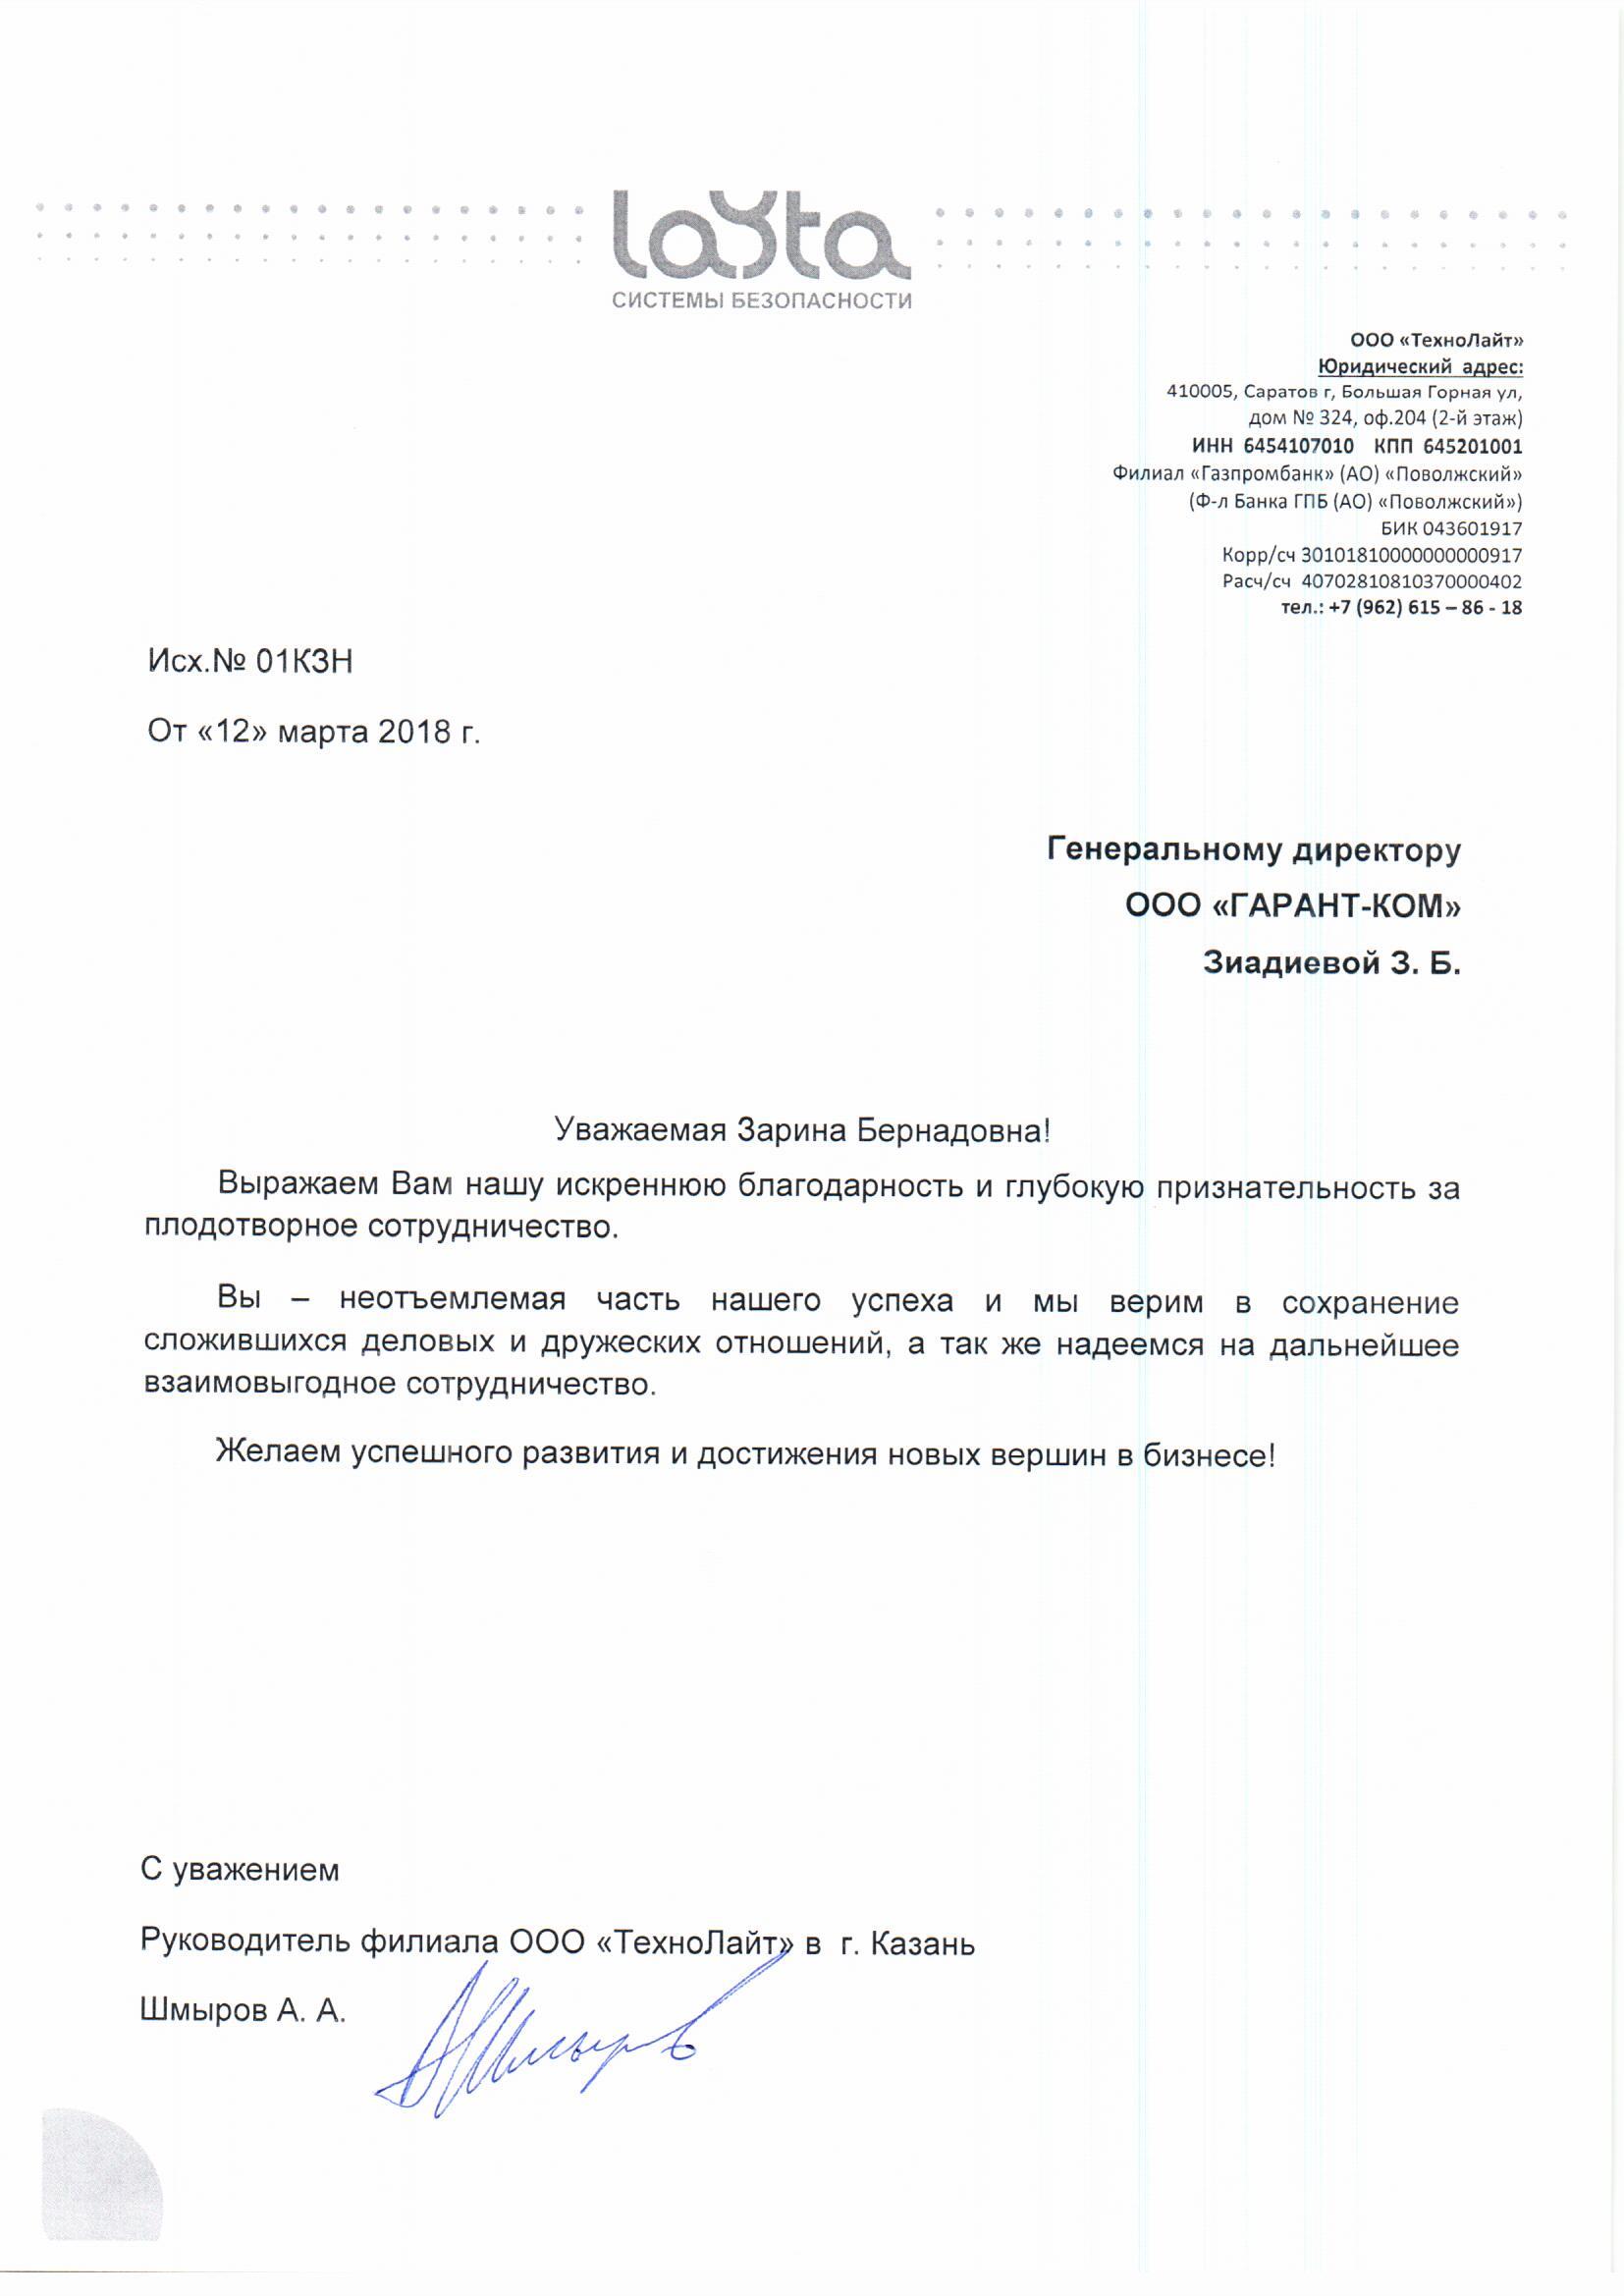 laytа
СИСТЕМЫ БЕЗОПАСНОСТИ
ООО «ТехноЛайт»
Юридический адрес:
410005, Саратов г, Большая Горная ул,
дом № 324, оф.204 (2-й этаж)
ИНН 6454107010 КПП 645201001
Филиал «Газпромбанк» (АО) «Поволжский»
(Ф-л Банка ГПБ (АО) «Поволжский»)
БИК 043601917
Корр/сч 30101810000000000917
Расч/сч 40702810810370000402
тел.: +7 (962) 615 – 86 - 18
Исх.№ 01КЗН
От «12» марта 2018 г.
Генеральному директору
ООО «ГАРАНТ-КОМ»
Зиадиевой З. Б.
Уважаемая Зарина Бернадовна!
Выражаем Вам нашу искреннюю благодарность и глубокую признательность за
плодотворное сотрудничество.
Вы – неотъемлемая часть нашего успеха и мы верим в сохранение
сложившихся деловых и дружеских отношений, а так же надеемся на дальнейшее
взаимовыгодное сотрудничество.
Желаем успешного развития и достижения новых вершин в бизнесе!
С уважением
Руководитель филиала ООО «ТехноЛайт» в г. Казань
Шмыров А. А.